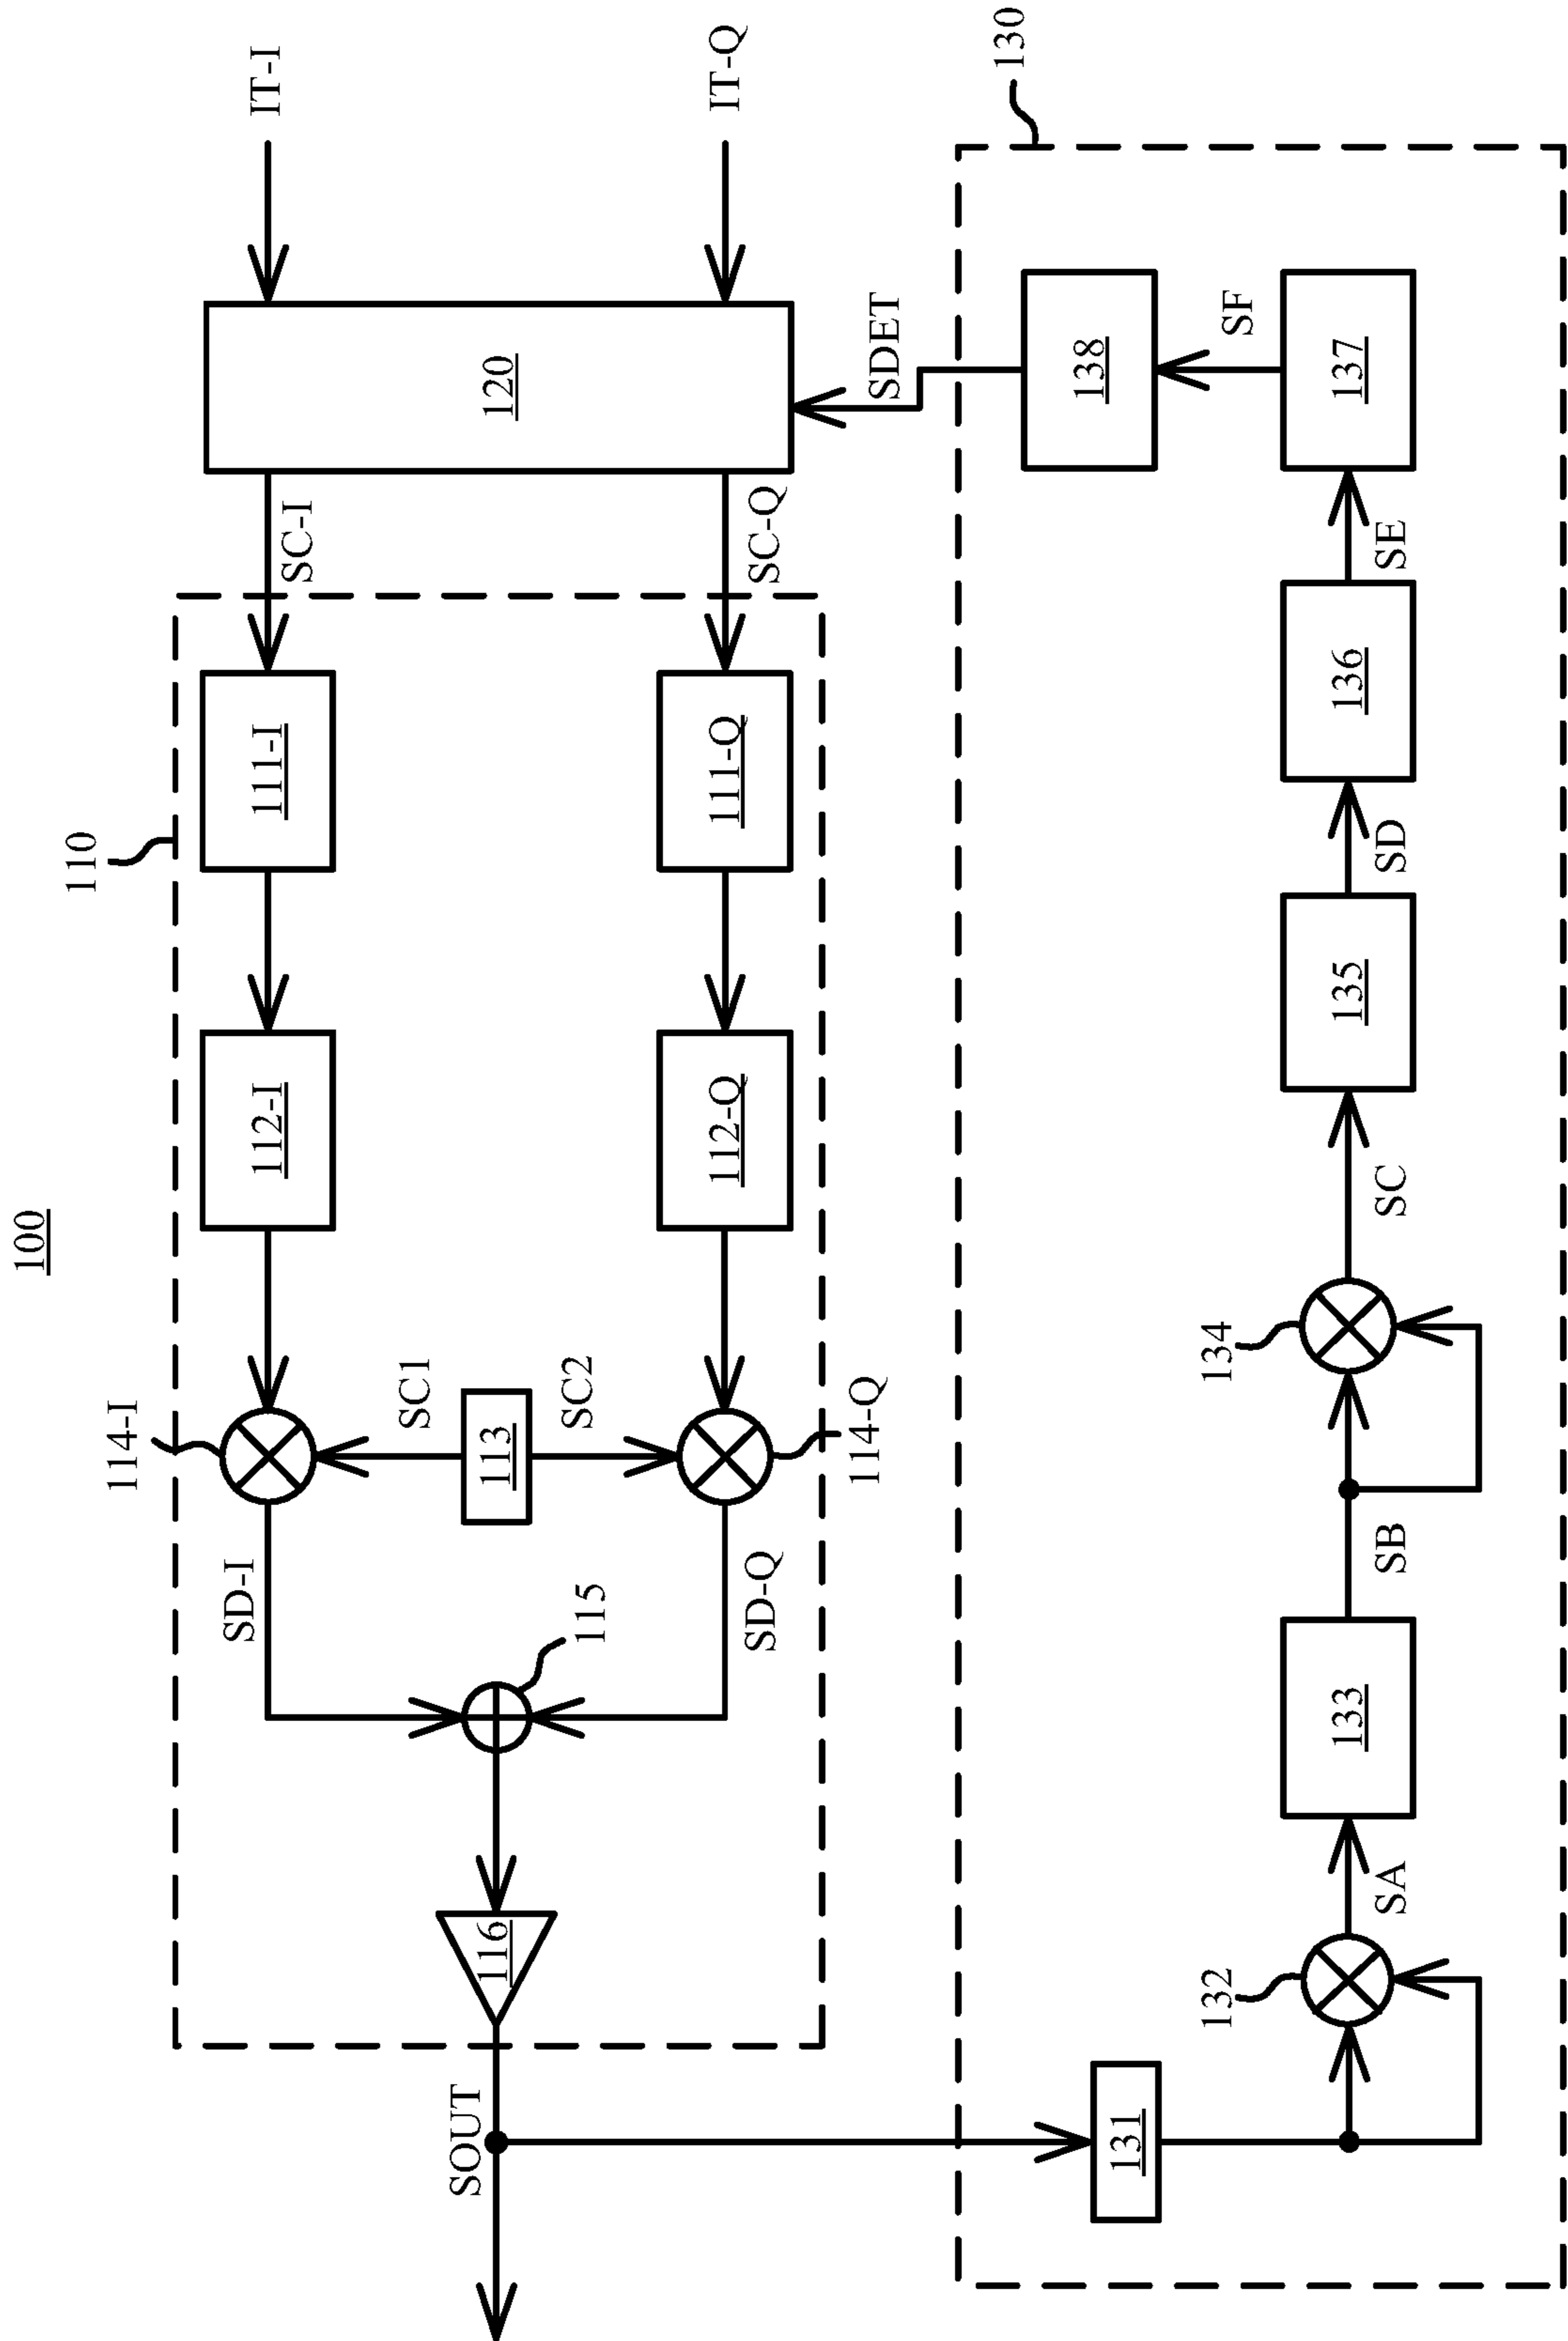 100
110
130
IT-I
IT-Q
120
SC-I
SC-Q
SDET
111-I
111-Q
112-I
112-Q
114-I
114-Q
SC1
113
SC2
SD-I
SD-Q
115
116
SOUT
131
132
SA
133
SB
134
SC
135
SD
136
SE
137
SF
138